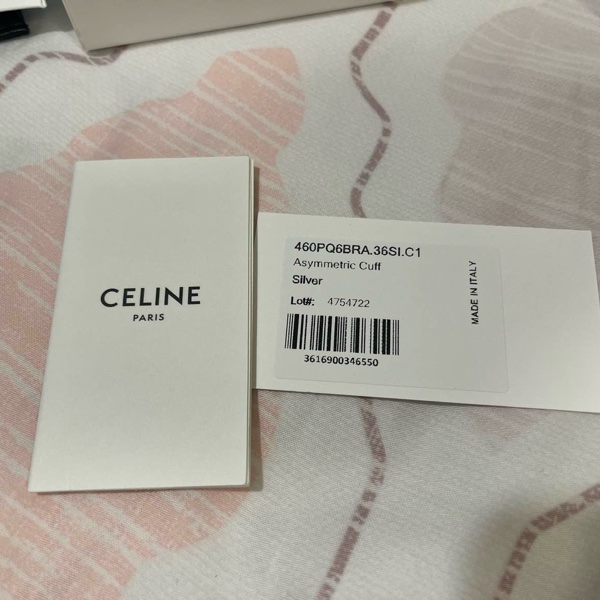 CELINE
PARIS
460PQ6BRA.36SI.C1
Asymmetric Cuff
Silver
Lot#: 4754722
3616900346550
MADE IN ITALY